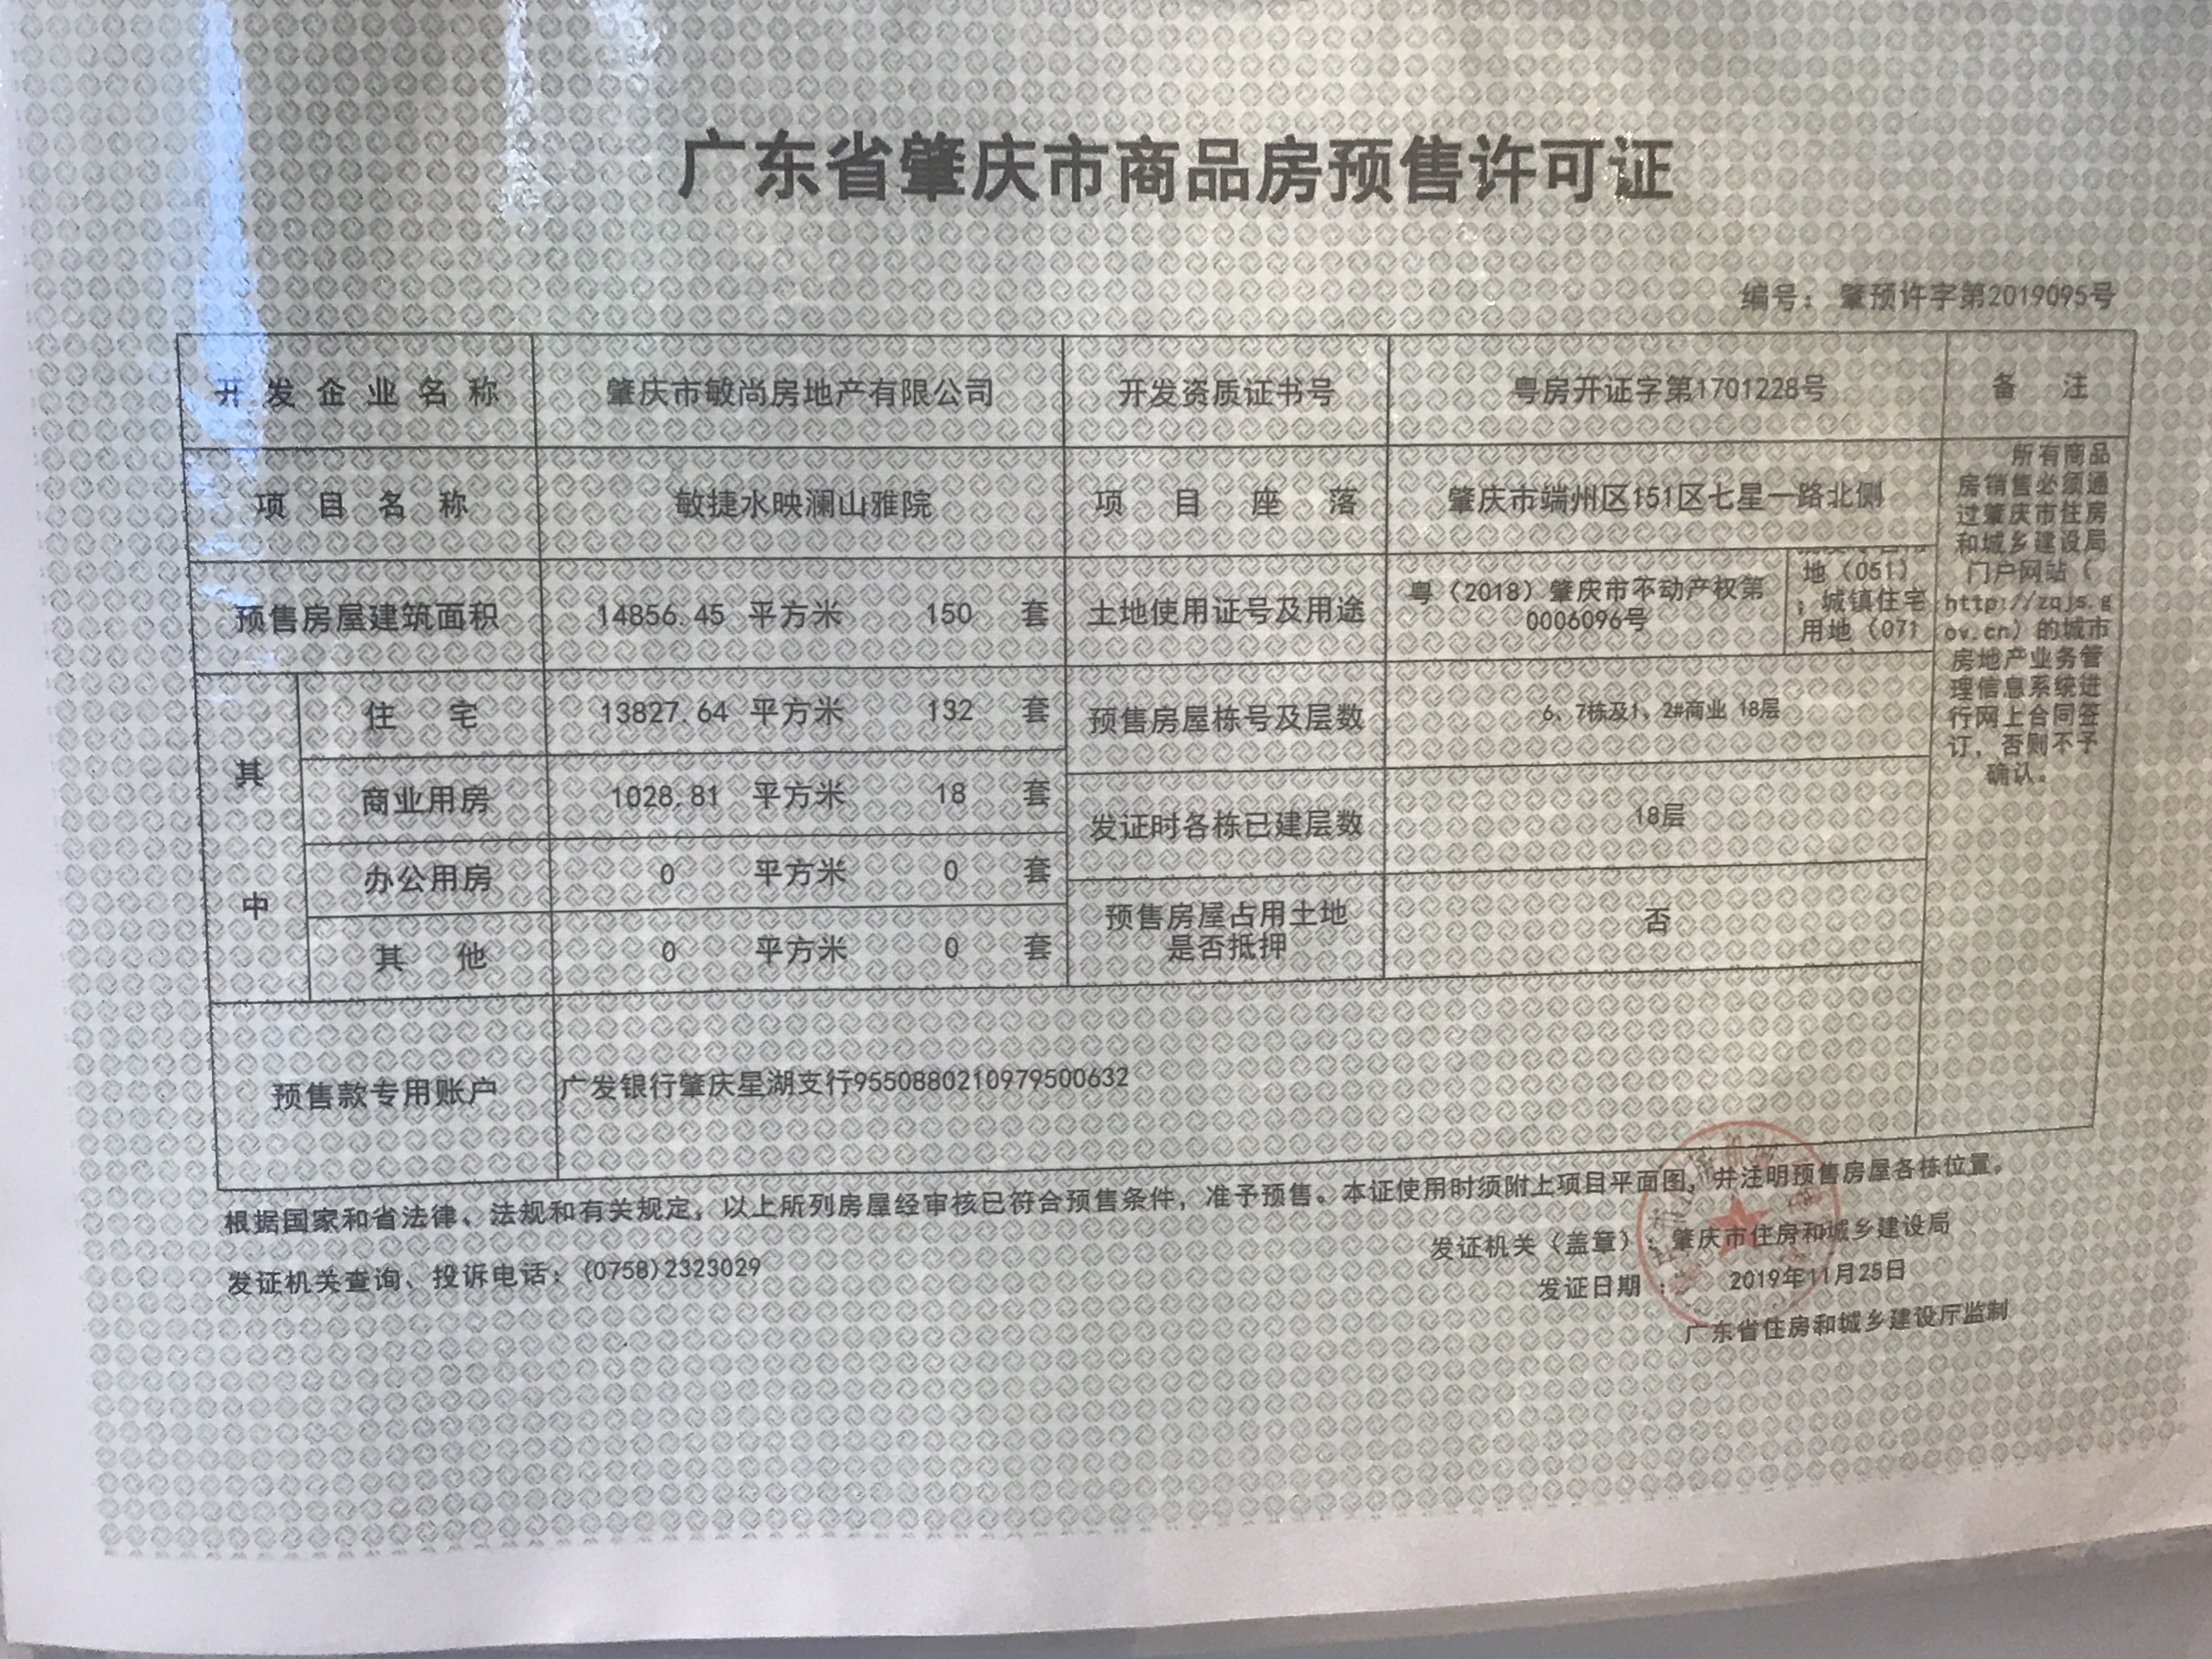 广东省肇庆市商品房预售许可证
编号： 肇预许字第2019095号
开发企业名称 肇庆市敏尚房地产有限公司 开发资质证书号 粤房开证字第1701228号 备 注
项目名称 敏捷水映澜山雅院 项目座落 肇庆市端州区151区七星一路北侧
预售房屋建筑面积 14856.45 平方米 150 套 土地使用证号及用途
粤（2018）肇庆市不动产权第
0006096号
地（051）
；城镇住宅
用地（071
其中
住 宅 13827.64 平方米 132 套 预售房屋栋号及层数 6、7栋及1、2#商业 18层
商业用房 1028.81 平方米 18 套
发证时各栋已建层数 18层
办公用房 0 平方米 0 套
预售房屋占用土地
是否抵押
否
其 他 0 平方米 0 套
所有商品
房销售必须通
过肇庆市住房
和城乡建设局
门户网站（
http://zqjs.g
ov.cn）的城市
房地产业务管
理信息系统进
行网上合同签
订，否则不予
确认。
预售款专用账户 广发银行肇庆星湖支行9550880210979500632
根据国家和省法律、法规和有关规定，以上所列房屋经审核已符合预售条件，准予预售。本证使用时须附上项目平面图，并注明预售房屋各栋位置。
发证机关（盖章）：肇庆市住房和城乡建设局
发证机关查询、投诉电话：(0758)2323029
发证日期 ： 2019年11月25日
广东省住房和城乡建设厅监制